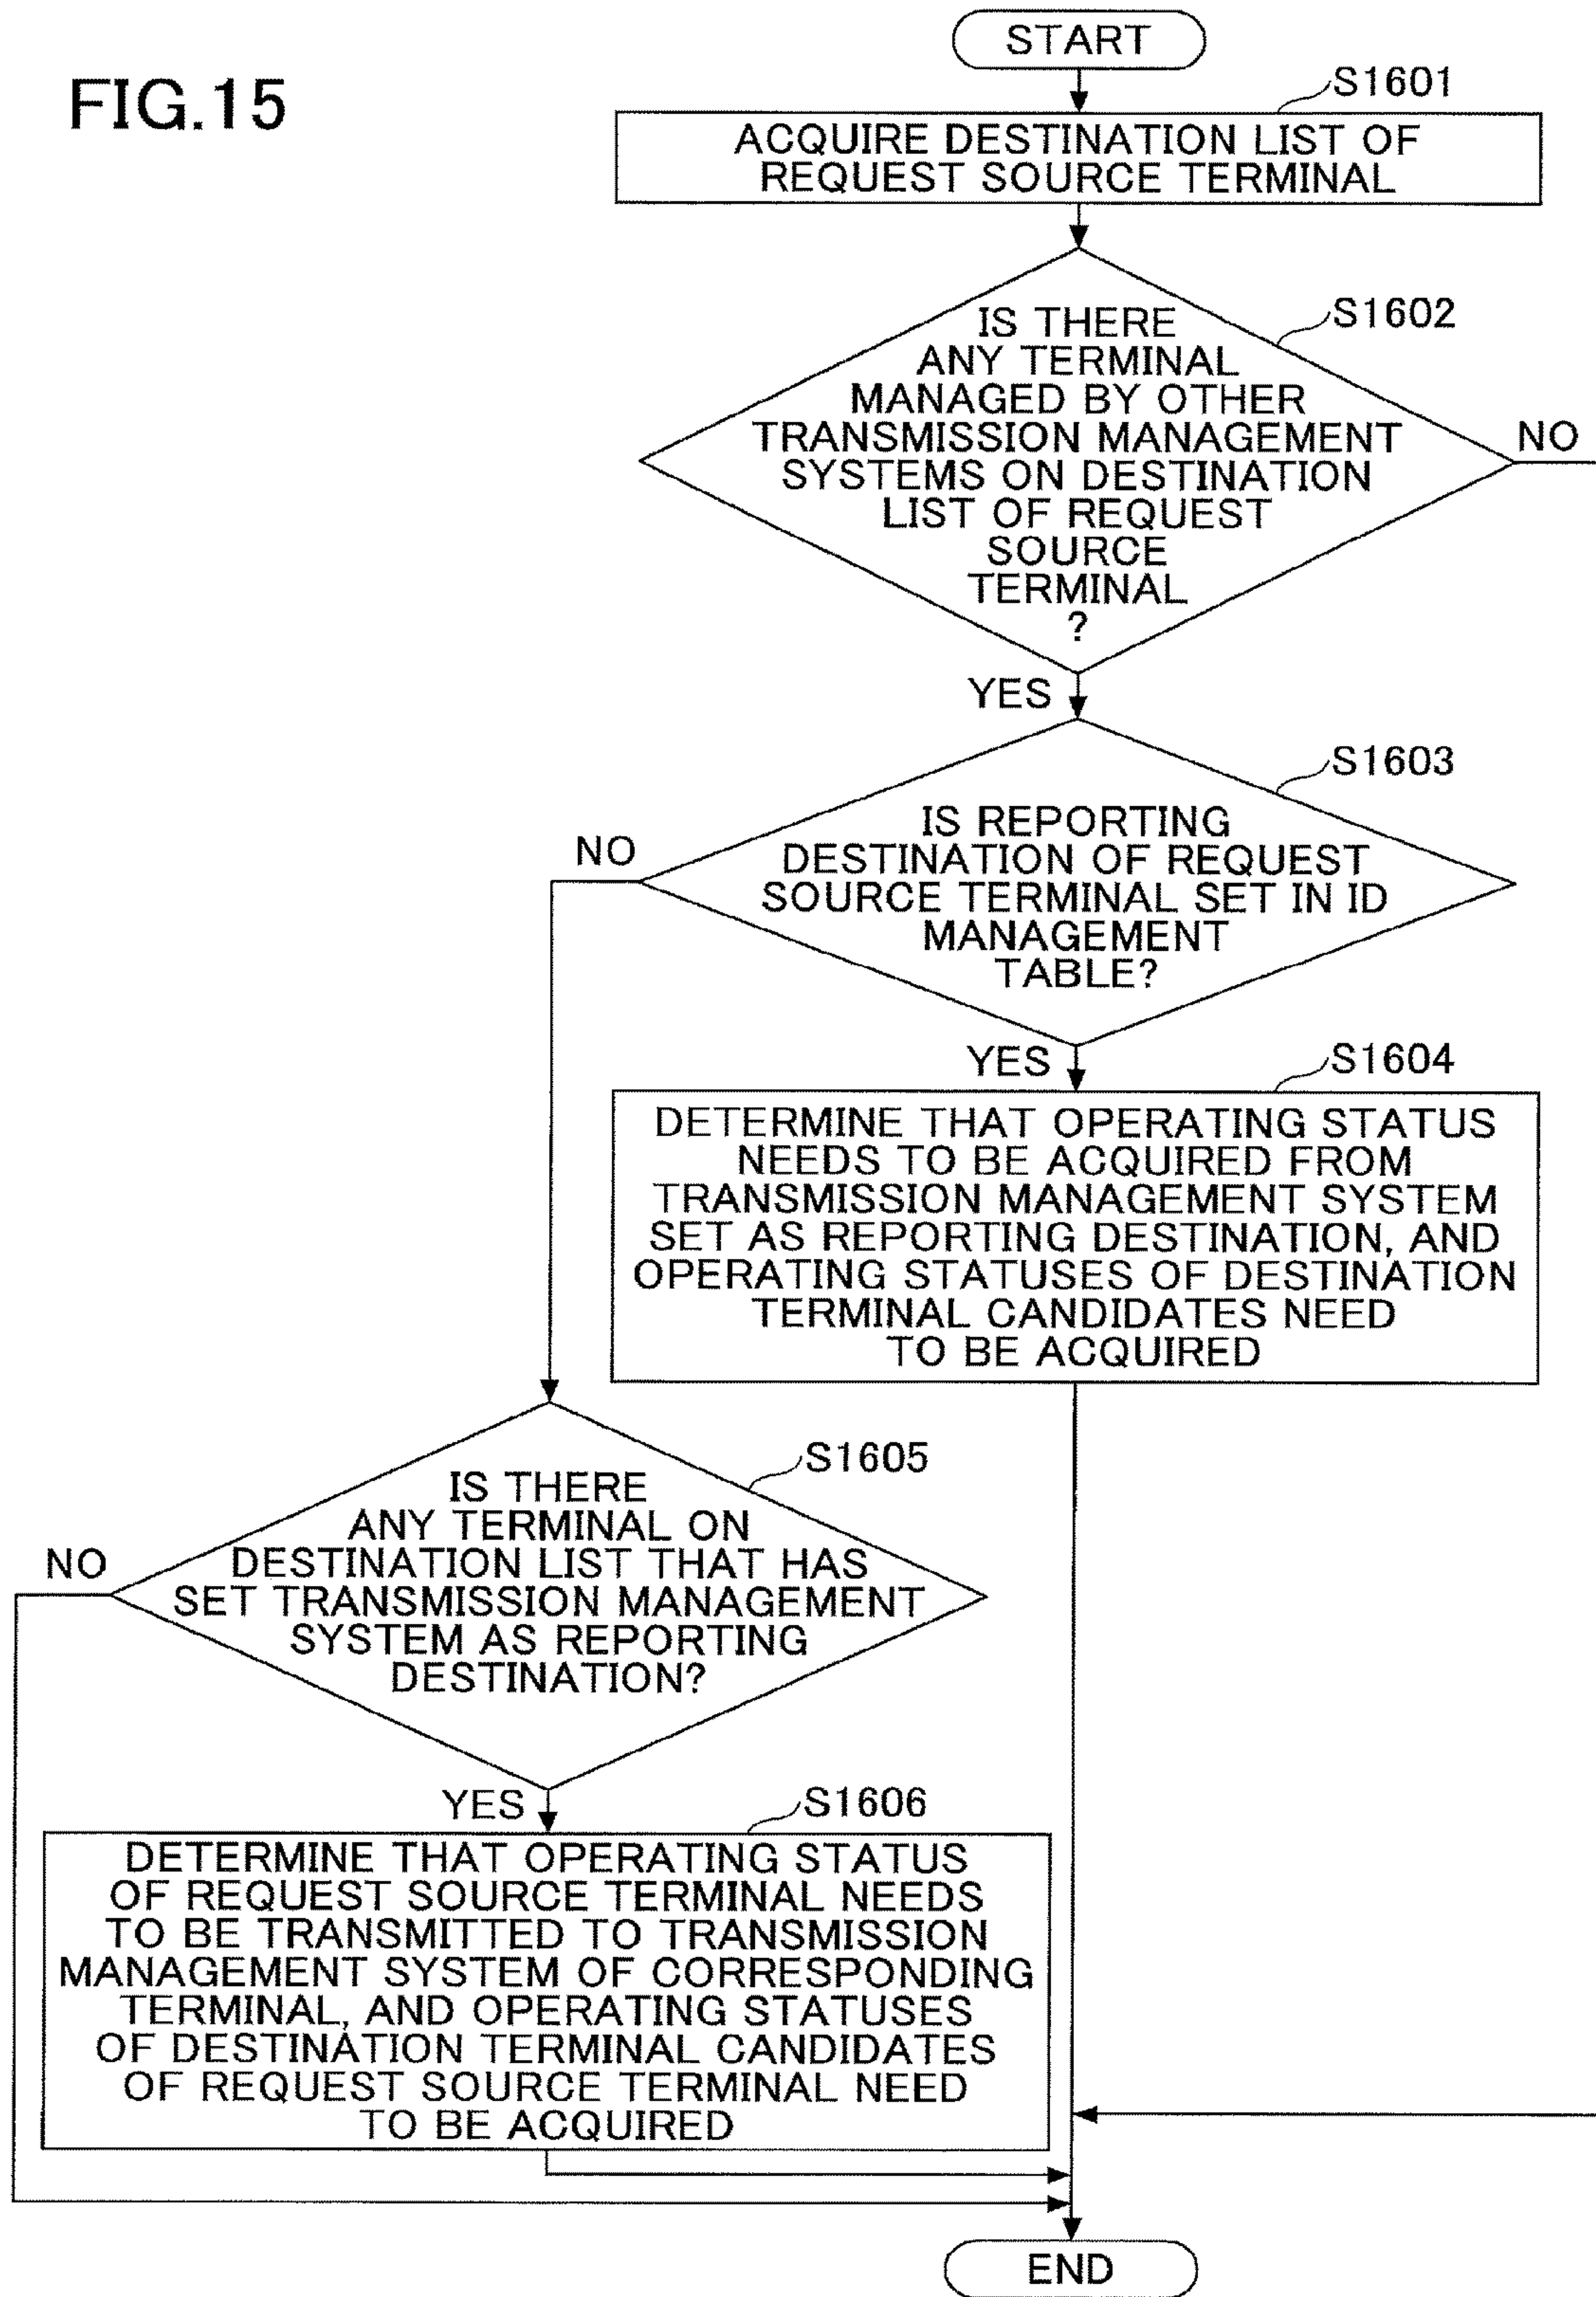 FIG.15
START
S1601
ACQUIRE DESTINATION LIST OF
REQUEST SOURCE TERMINAL
S1602
IS THERE
ANY TERMINAL
MANAGED BY OTHER
TRANSMISSION MANAGEMENT
SYSTEMS ON DESTINATION
LIST OF REQUEST
SOURCE
TERMINAL
?
NO
YES
S1603
IS REPORTING
DESTINATION OF REQUEST
SOURCE TERMINAL SET IN ID
MANAGEMENT
TABLE?
NO
YES
S1604
DETERMINE THAT OPERATING STATUS
NEEDS TO BE ACQUIRED FROM
TRANSMISSION MANAGEMENT SYSTEM
SET AS REPORTING DESTINATION, AND
OPERATING STATUSES OF DESTINATION
TERMINAL CANDIDATES NEED
TO BE ACQUIRED
S1605
IS THERE
ANY TERMINAL ON
DESTINATION LIST THAT HAS
SET TRANSMISSION MANAGEMENT
SYSTEM AS REPORTING
DESTINATION?
NO
YES
S1606
DETERMINE THAT OPERATING STATUS
OF REQUEST SOURCE TERMINAL NEEDS
TO BE TRANSMITTED TO TRANSMISSION
MANAGEMENT SYSTEM OF CORRESPONDING
TERMINAL, AND OPERATING STATUSES
OF DESTINATION TERMINAL CANDIDATES
OF REQUEST SOURCE TERMINAL NEED
TO BE ACQUIRED
END